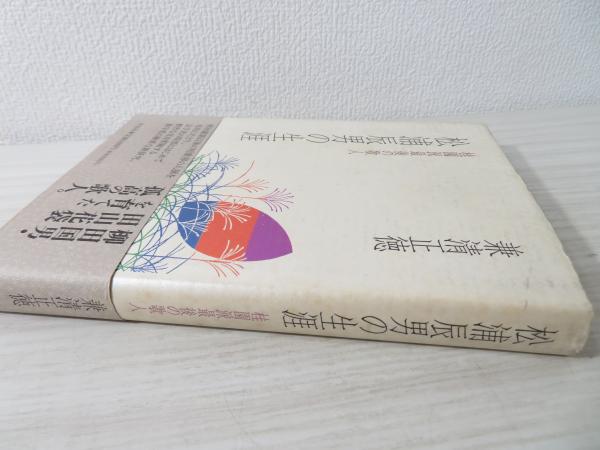 松浦辰男の生涯
桂園派最後の歌人
兼清正徳
柳田国男・
田山花袋
を育てた
孤高の歌人。
松浦辰男の生涯
桂園派最後の歌人
兼清正徳